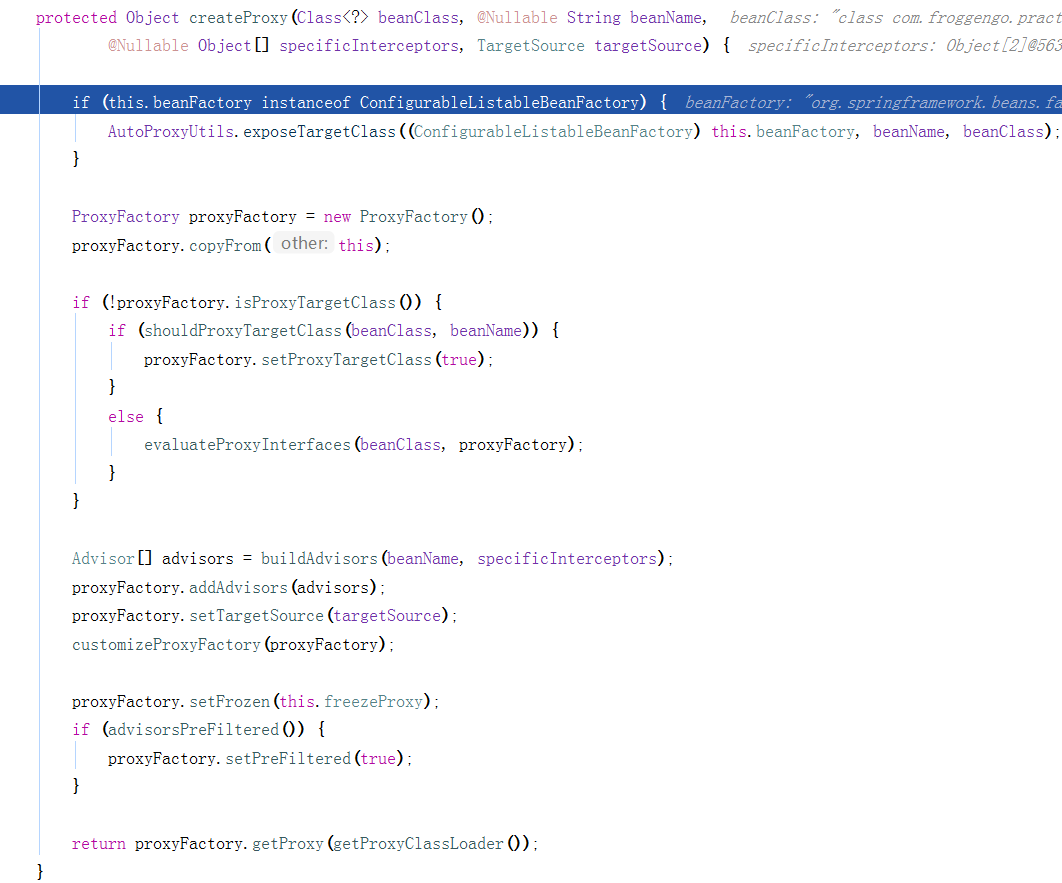 protected Object createProxy(Class<?> beanClass, @Nullable String beanName,  beanClass: "class com.froggengo.pract
        @Nullable Object[] specificInterceptors, TargetSource targetSource) {  specificInterceptors: Object[2]@563
    if (this.beanFactory instanceof ConfigurableListableBeanFactory) {  beanFactory: "org.springframework.beans.fa
        AutoProxyUtils.exposeTargetClass((ConfigurableListableBeanFactory) this.beanFactory, beanName, beanClass);
    }
    ProxyFactory proxyFactory = new ProxyFactory();
    proxyFactory.copyFrom( other: this);
    if (!proxyFactory.isProxyTargetClass()) {
        if (shouldProxyTargetClass(beanClass, beanName)) {
            proxyFactory.setProxyTargetClass(true);
        }
        else {
            evaluateProxyInterfaces(beanClass, proxyFactory);
        }
    }
    Advisor[] advisors = buildAdvisors(beanName, specificInterceptors);
    proxyFactory.addAdvisors(advisors);
    proxyFactory.setTargetSource(targetSource);
    customizeProxyFactory(proxyFactory);
    proxyFactory.setFrozen(this.freezeProxy);
    if (advisorsPreFiltered()) {
        proxyFactory.setPreFiltered(true);
    }
    return proxyFactory.getProxy(getProxyClassLoader());
}